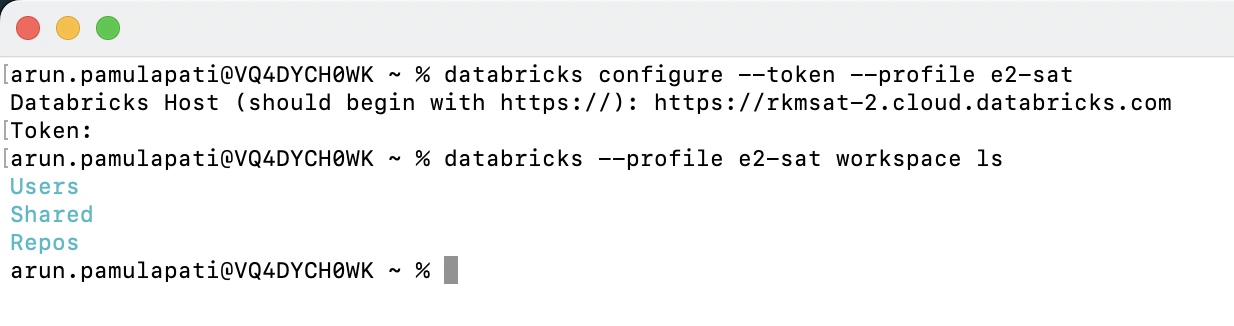 [arun.pamulapati@VQ4DYCH0WK ~ % databricks configure --token --profile e2-sat
Databricks Host (should begin with https://): https://rkmsat-2.cloud.databricks.com
[Token:
[arun.pamulapati@VQ4DYCH0WK ~ % databricks --profile e2-sat workspace ls
Users
Shared
Repos
arun.pamulapati@VQ4DYCH0WK ~ %